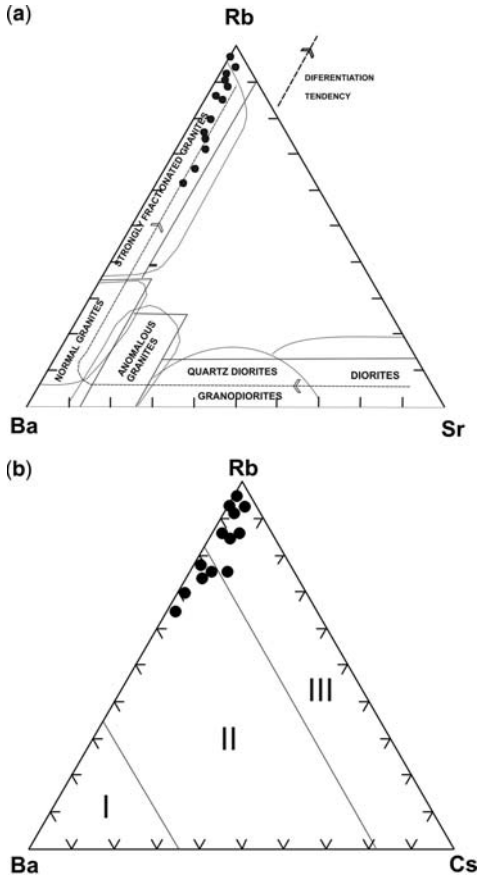 (a)
Rb
DIFERENTIATION
TENDENCY
STRONGLY FRACTIONATED GRANITES
NORMAL GRANITES
ANOMALOUS
GRANITES
QUARTZ DIORITES
DIORITES
GRANODIORITES
Ba
Sr
(b)
Rb
III
II
I
Ba
Cs